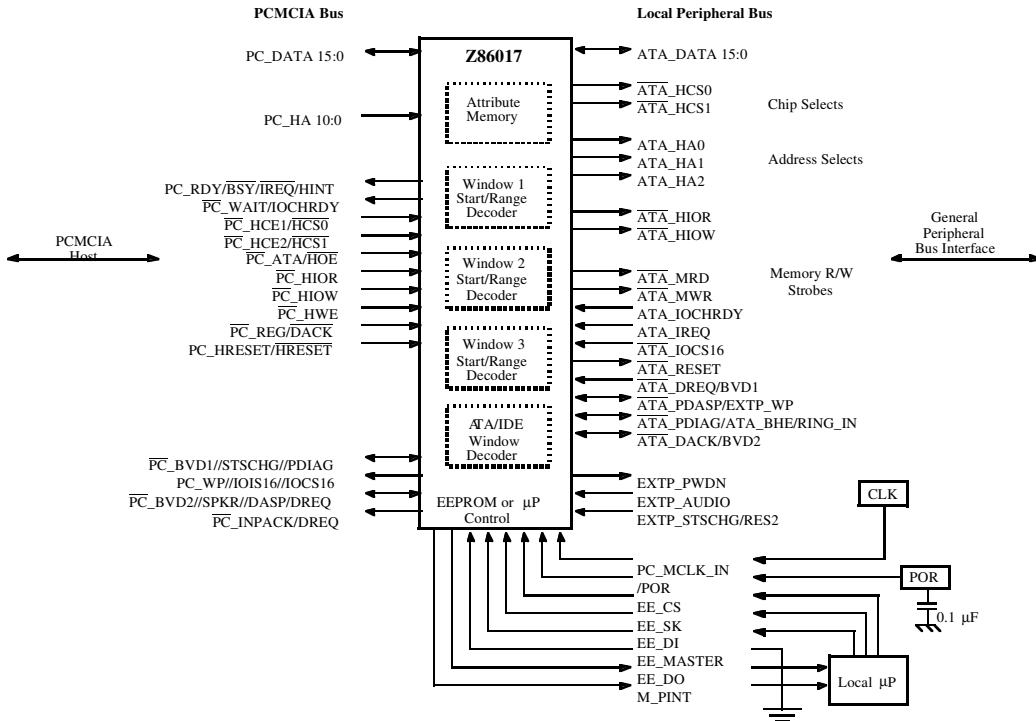 PCMCIA Bus
Local Peripheral Bus
Z86017
PC_DATA 15:0
ATA_DATA 15:0
Attribute
Memory
ATA_HCS0
ATA_HCS1
Chip Selects
PC_HA 10:0
ATA_HA0
ATA_HA1
ATA_HA2
Address Selects
PC_RDY/BSY/IREQ/HINT
PC_WAIT/IOCHRDY
PC_HCE1/HCS0
PC_HCE2/HCS1
PC_ATA/HOE
PC_HIOR
PC_HIOW
PC_HWE
PC_REG/DACK
PC_HRESET/HRESET
Window 1
Start/Range
Decoder
ATA_HIOR
ATA_HIOW
PCMCIA
Host
General
Peripheral
Bus Interface
Window 2
Start/Range
Decoder
ATA_MRD
ATA_MWR
Memory R/W
Strobes
ATA_IOCHRDY
ATA_IREQ
ATA_IOCS16
ATA_RESET
ATA_DREQ/BVD1
ATA_PDASP/EXTP_WP
ATA_PDIAG/ATA_BHE/RING_IN
ATA_DACK/BVD2
Window 3
Start/Range
Decoder
ATA/IDE
Window
Decoder
PC_BVD1//STSCHG//PDIAG
PC_WP//IOIS16//IOCS16
PC_BVD2//SPKR//DASP/DREQ
PC_INPACK/DREQ
EEPROM or µP
Control
EXTP_PWDN
EXTP_AUDIO
EXTP_STSCHG/RES2
CLK
PC_MCLK_IN
/POR
POR
0.1 µF
EE_CS
EE_SK
EE_DI
EE_MASTER
EE_DO
M_PINT
Local µP